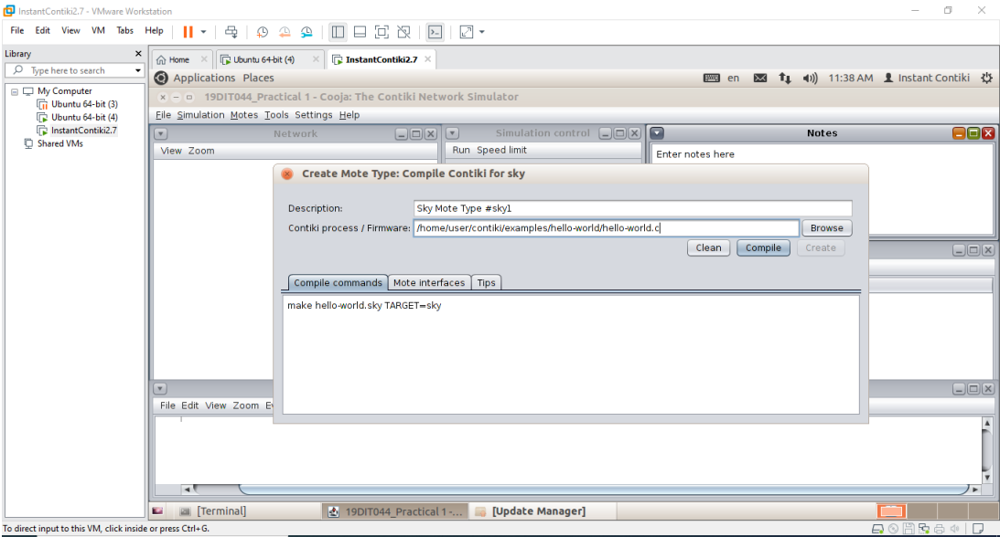 InstantContiki2.7 - VMware Workstation
File Edit View VM Tabs Help
Library
Type here to search
My Computer
Ubuntu 64-bit (3)
Ubuntu 64-bit (4)
InstantContiki2.7
Shared VMs
Home Ubuntu 64-bit (4) InstantContiki2.7
Applications Places en 11:38 AM Instant Contiki
19DIT044_Practical 1 - Cooja: The Contiki Network Simulator
File Simulation Motes Tools Settings Help
Network
View Zoom
Simulation control
Run Speed limit
Notes
Enter notes here
Create Mote Type: Compile Contiki for sky
Description: Sky Mote Type #sky1
Contiki process / Firmware: /home/user/contiki/examples/hello-world/hello-world.c Browse
Clean Compile Create
Compile commands Mote interfaces Tips
make hello-world.sky TARGET=sky
File Edit View Zoom
[Terminal] 19DIT044_Practical 1 -... [Update Manager]
To direct input to this VM, click inside or press Ctrl+G.